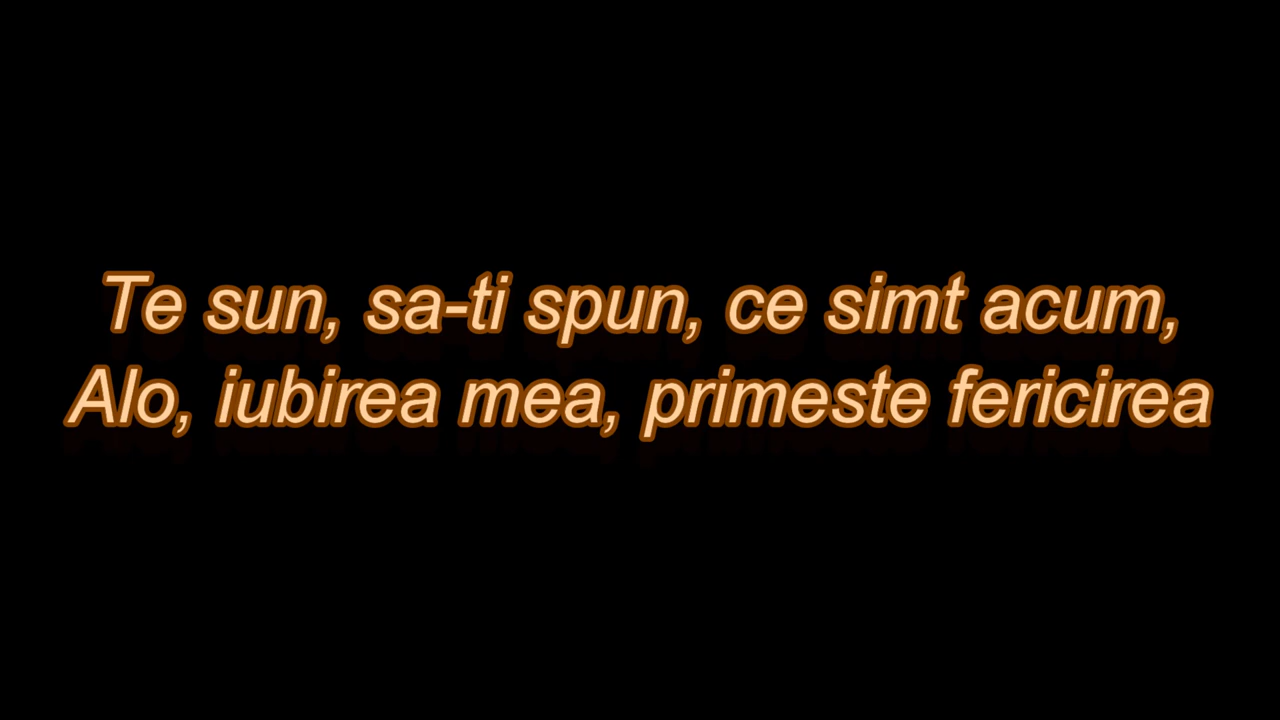 Te sun, sa-ti spun, ce simt acum,
Alo, iubirea mea, primeste fericirea